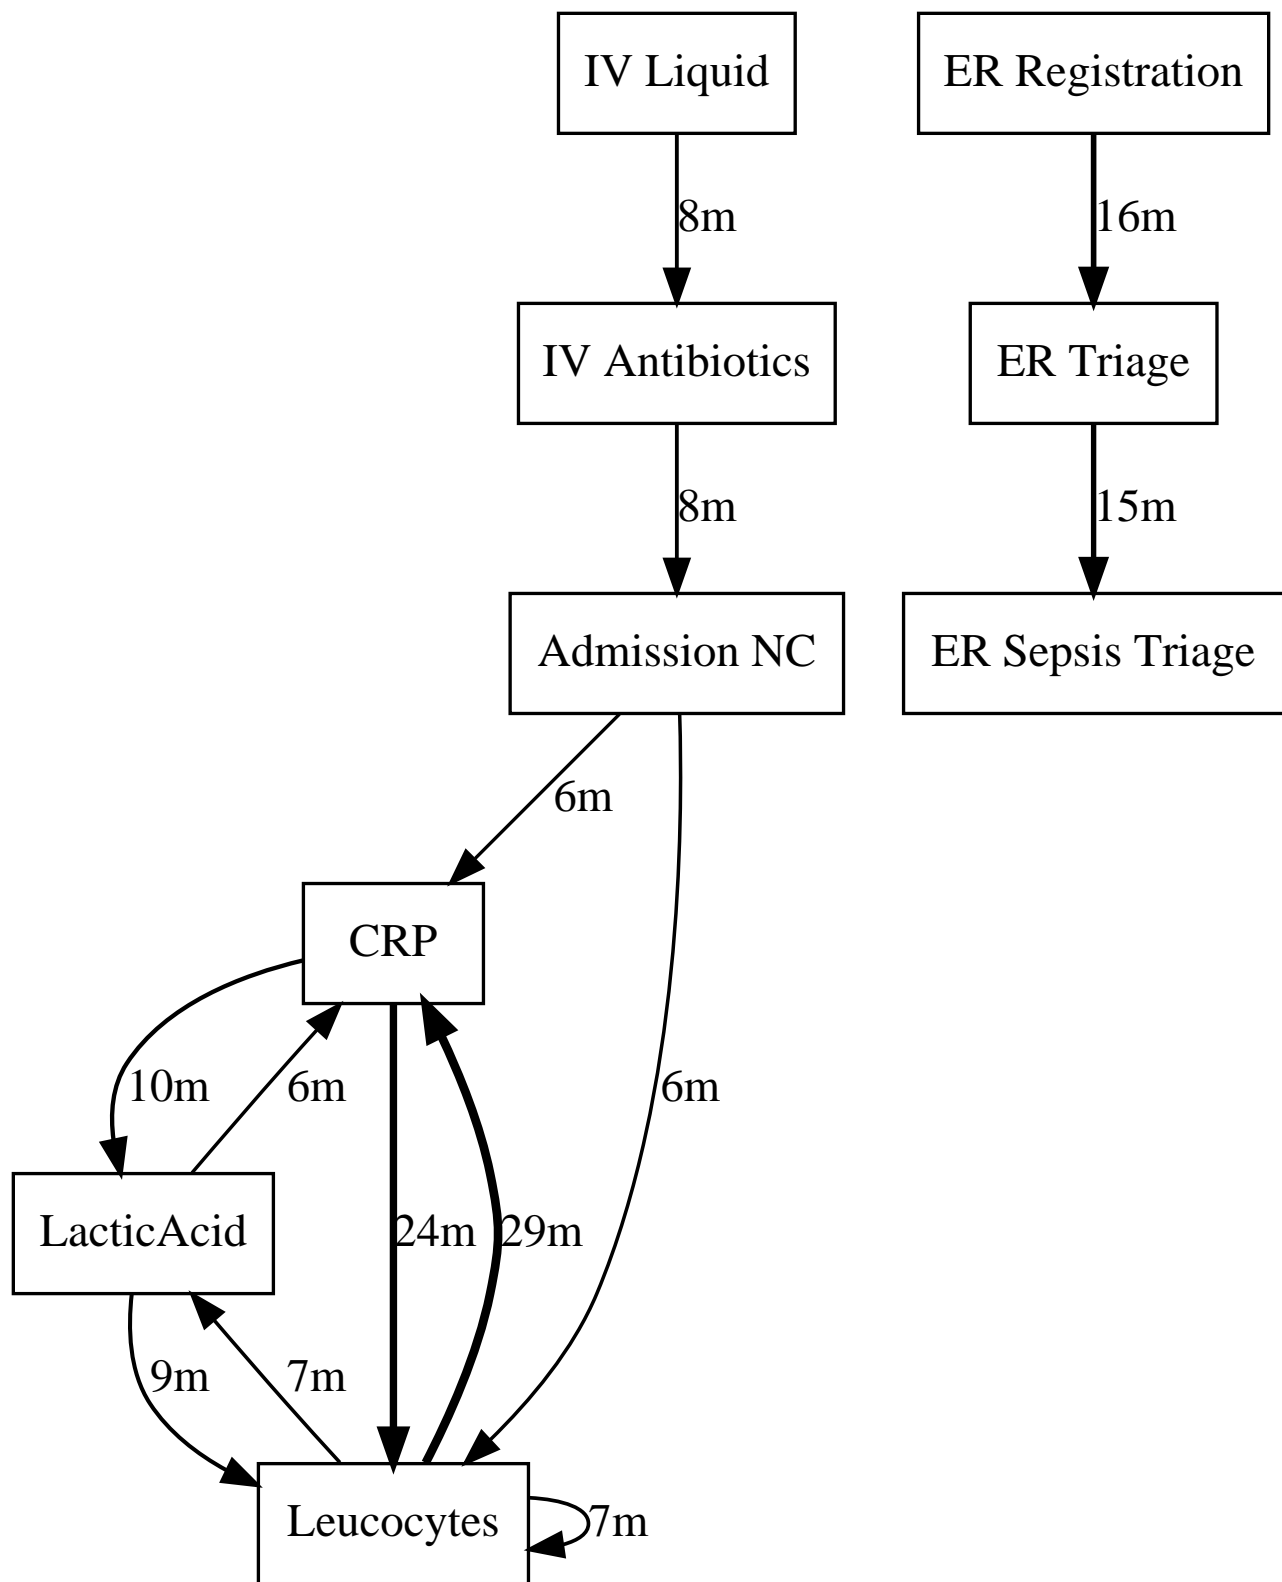 IV Liquid
ER Registration
8m
16m
IV Antibiotics
ER Triage
8m
15m
Admission NC
ER Sepsis Triage
6m
CRP
10m
6m
6m
LacticAcid
24m
29m
9m
7m
Leucocytes
7m